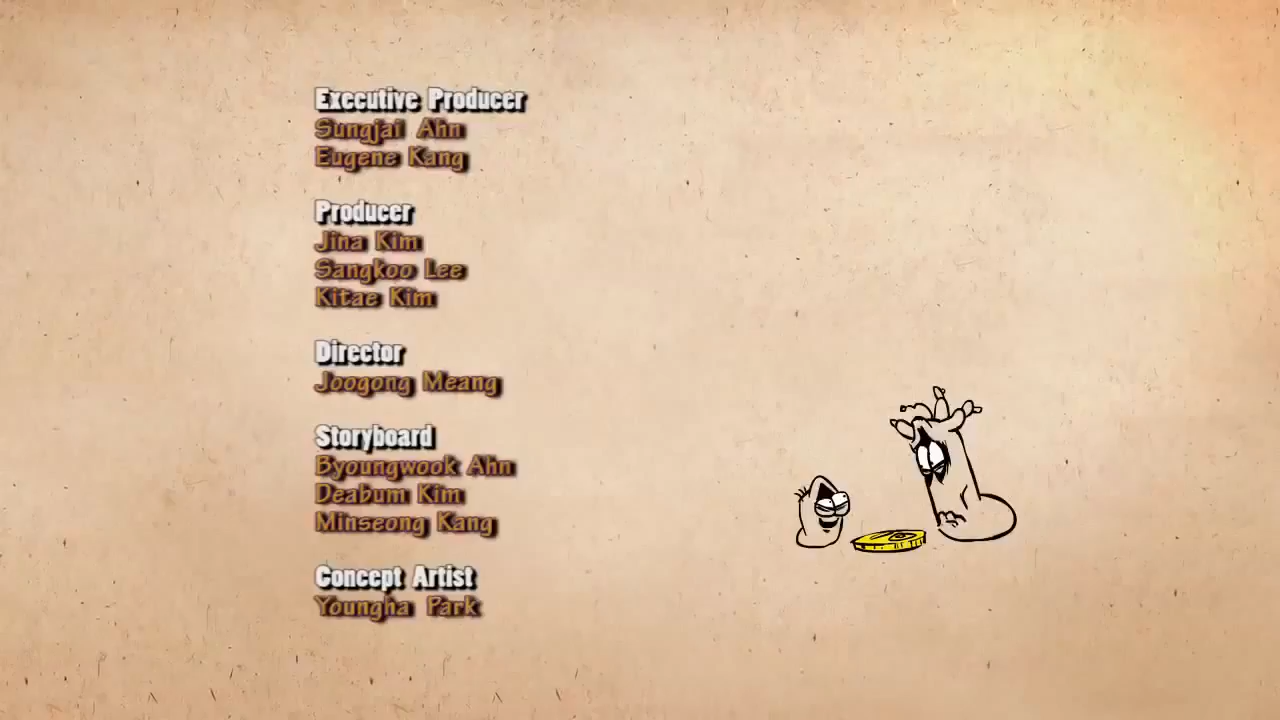 Executive Producer
Sungjai Ahn
Eugene Kang
Producer
Jina Kim
Sangkoo Lee
Kitae Kim
Director
Joogong Meang
Storyboard
Byoungwook Ahn
Deabum Kim
Minseong Kang
Concept Artist
Youngha Park